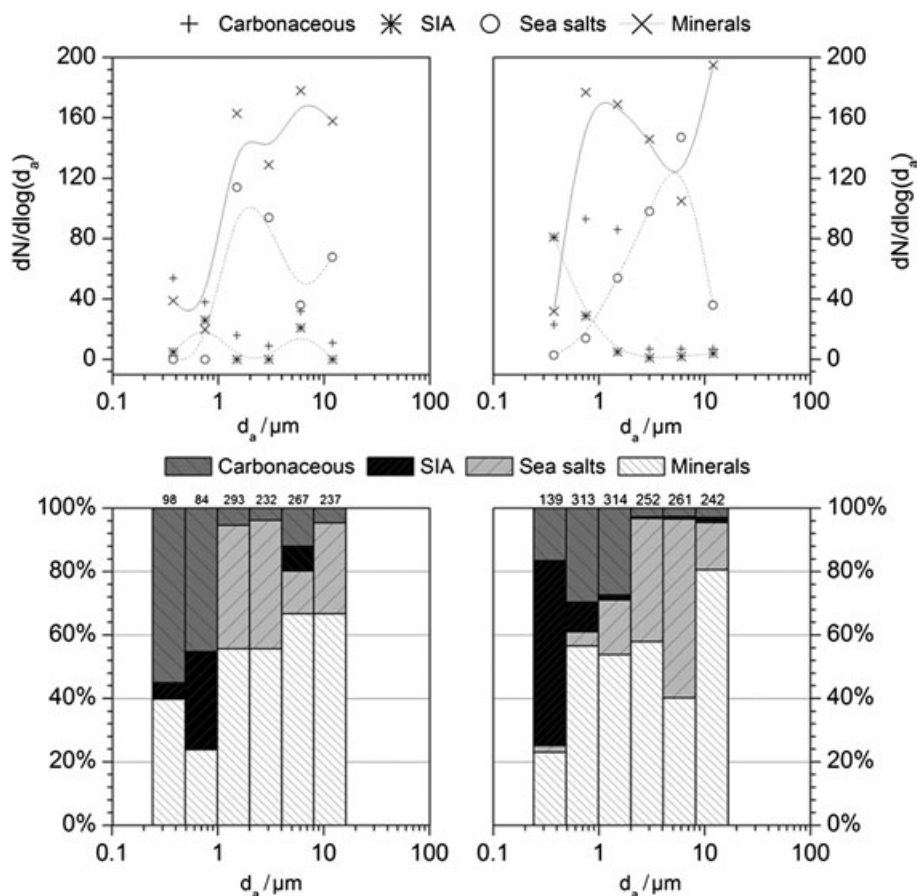 Carbonaceous SIA Sea salts Minerals
200 200
160 160
120 120
80 80
40 40
0 0
dN/dlog(dₐ) dN/dlog(dₐ)
0.1 1 10 100 0.1 1 10 100
dₐ /µm dₐ /µm
Carbonaceous SIA Sea salts Minerals
98 84 293 232 267 237 139 313 314 252 261 242
100% 100%
80% 80%
60% 60%
40% 40%
20% 20%
0% 0%
0.1 1 10 100 0.1 1 10 100
dₐ /µm dₐ /µm